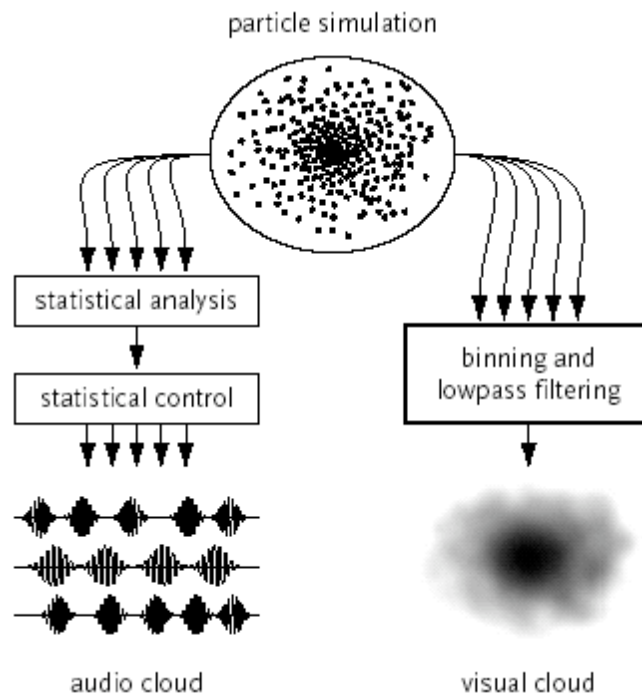 particle simulation
statistical analysis
statistical control
audio cloud
binning and
lowpass filtering
visual cloud